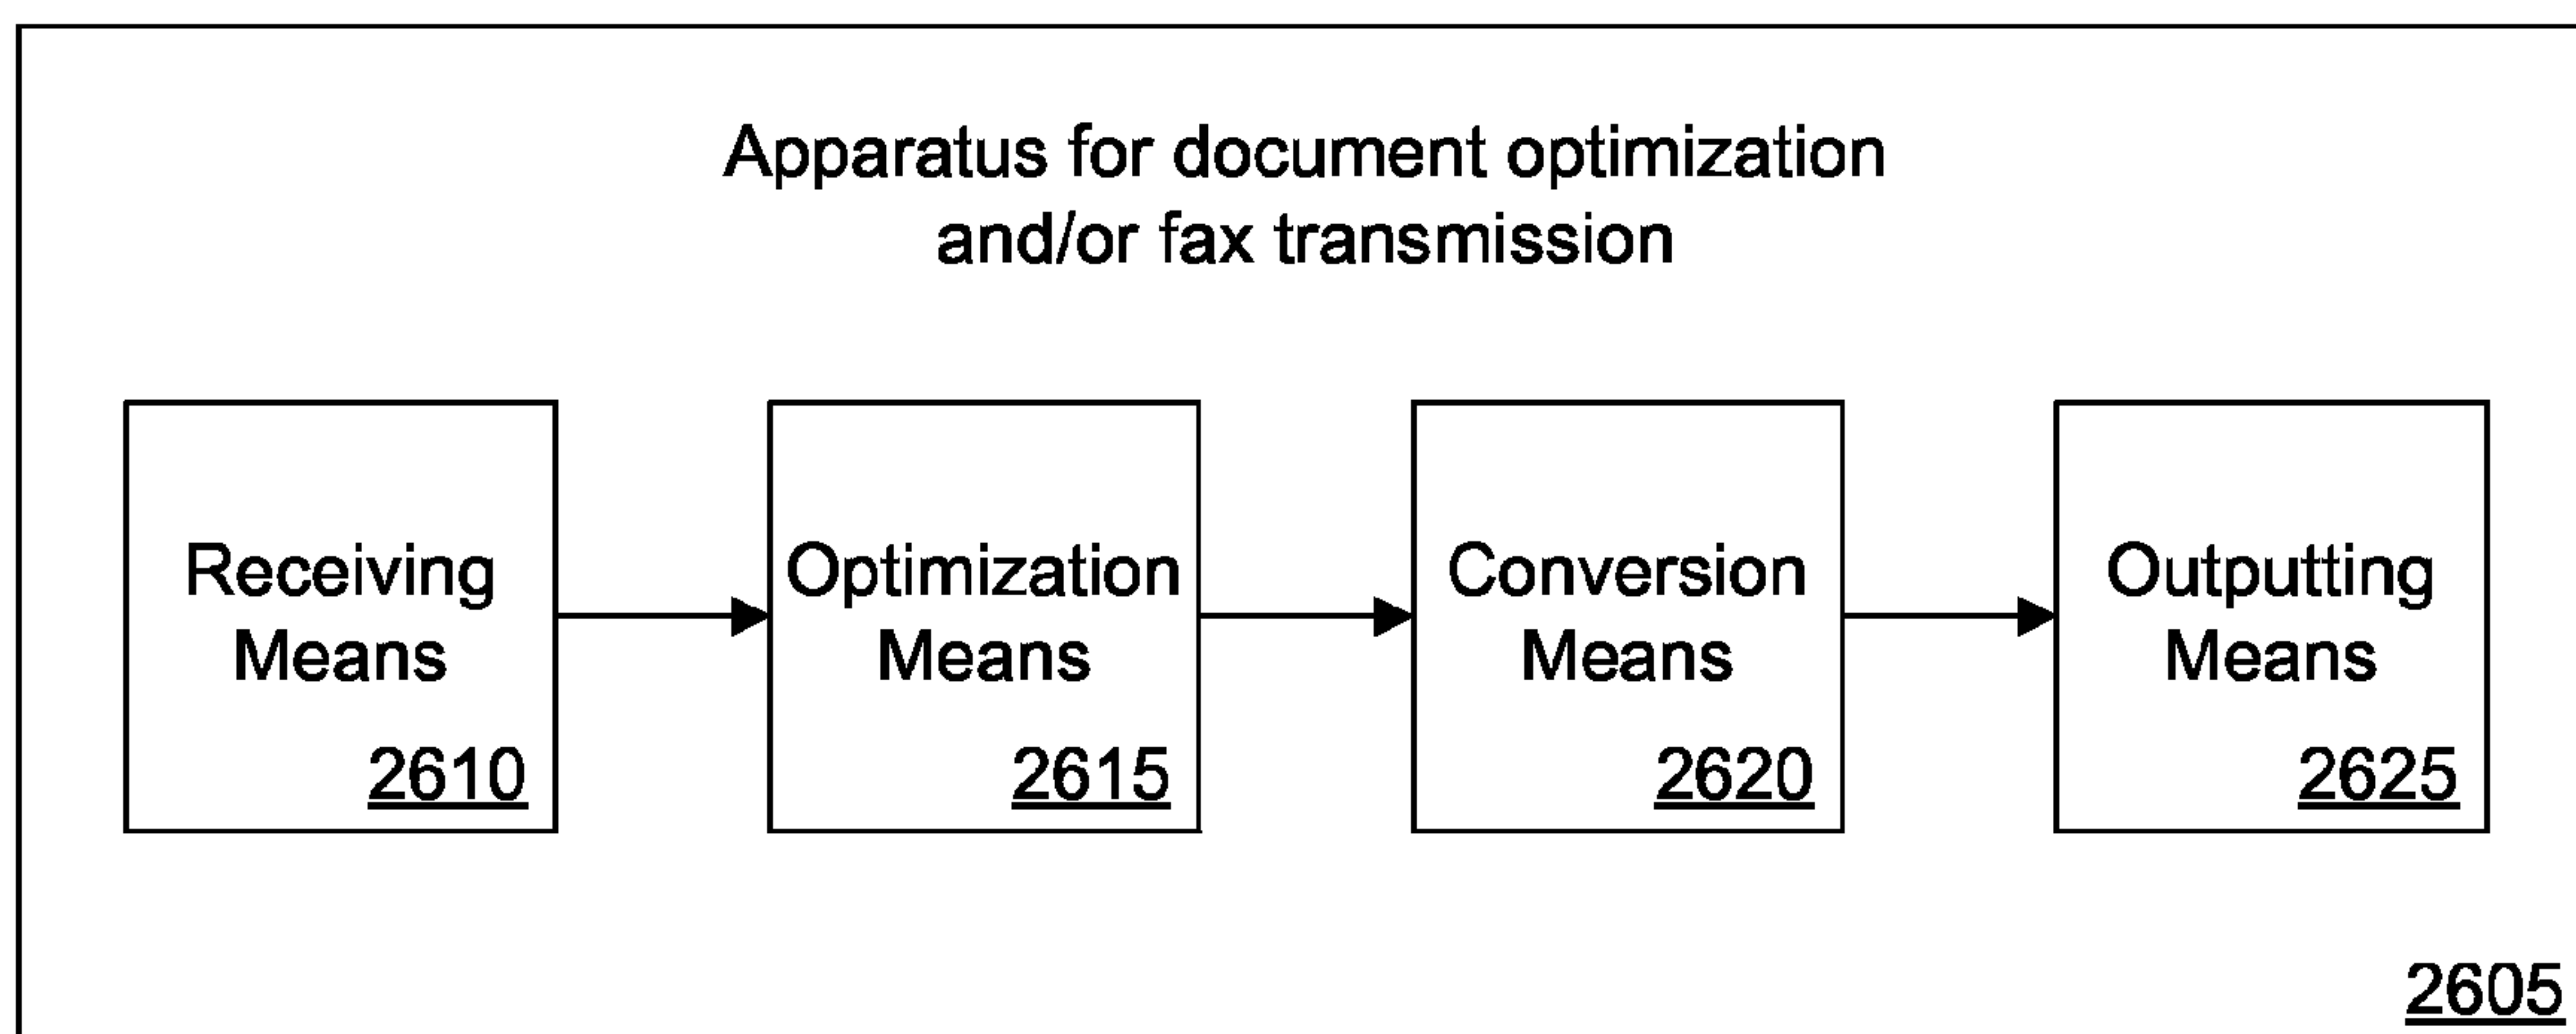 Apparatus for document optimization
and/or fax transmission
Receiving
Means
2610
Optimization
Means
2615
Conversion
Means
2620
Outputting
Means
2625
2605